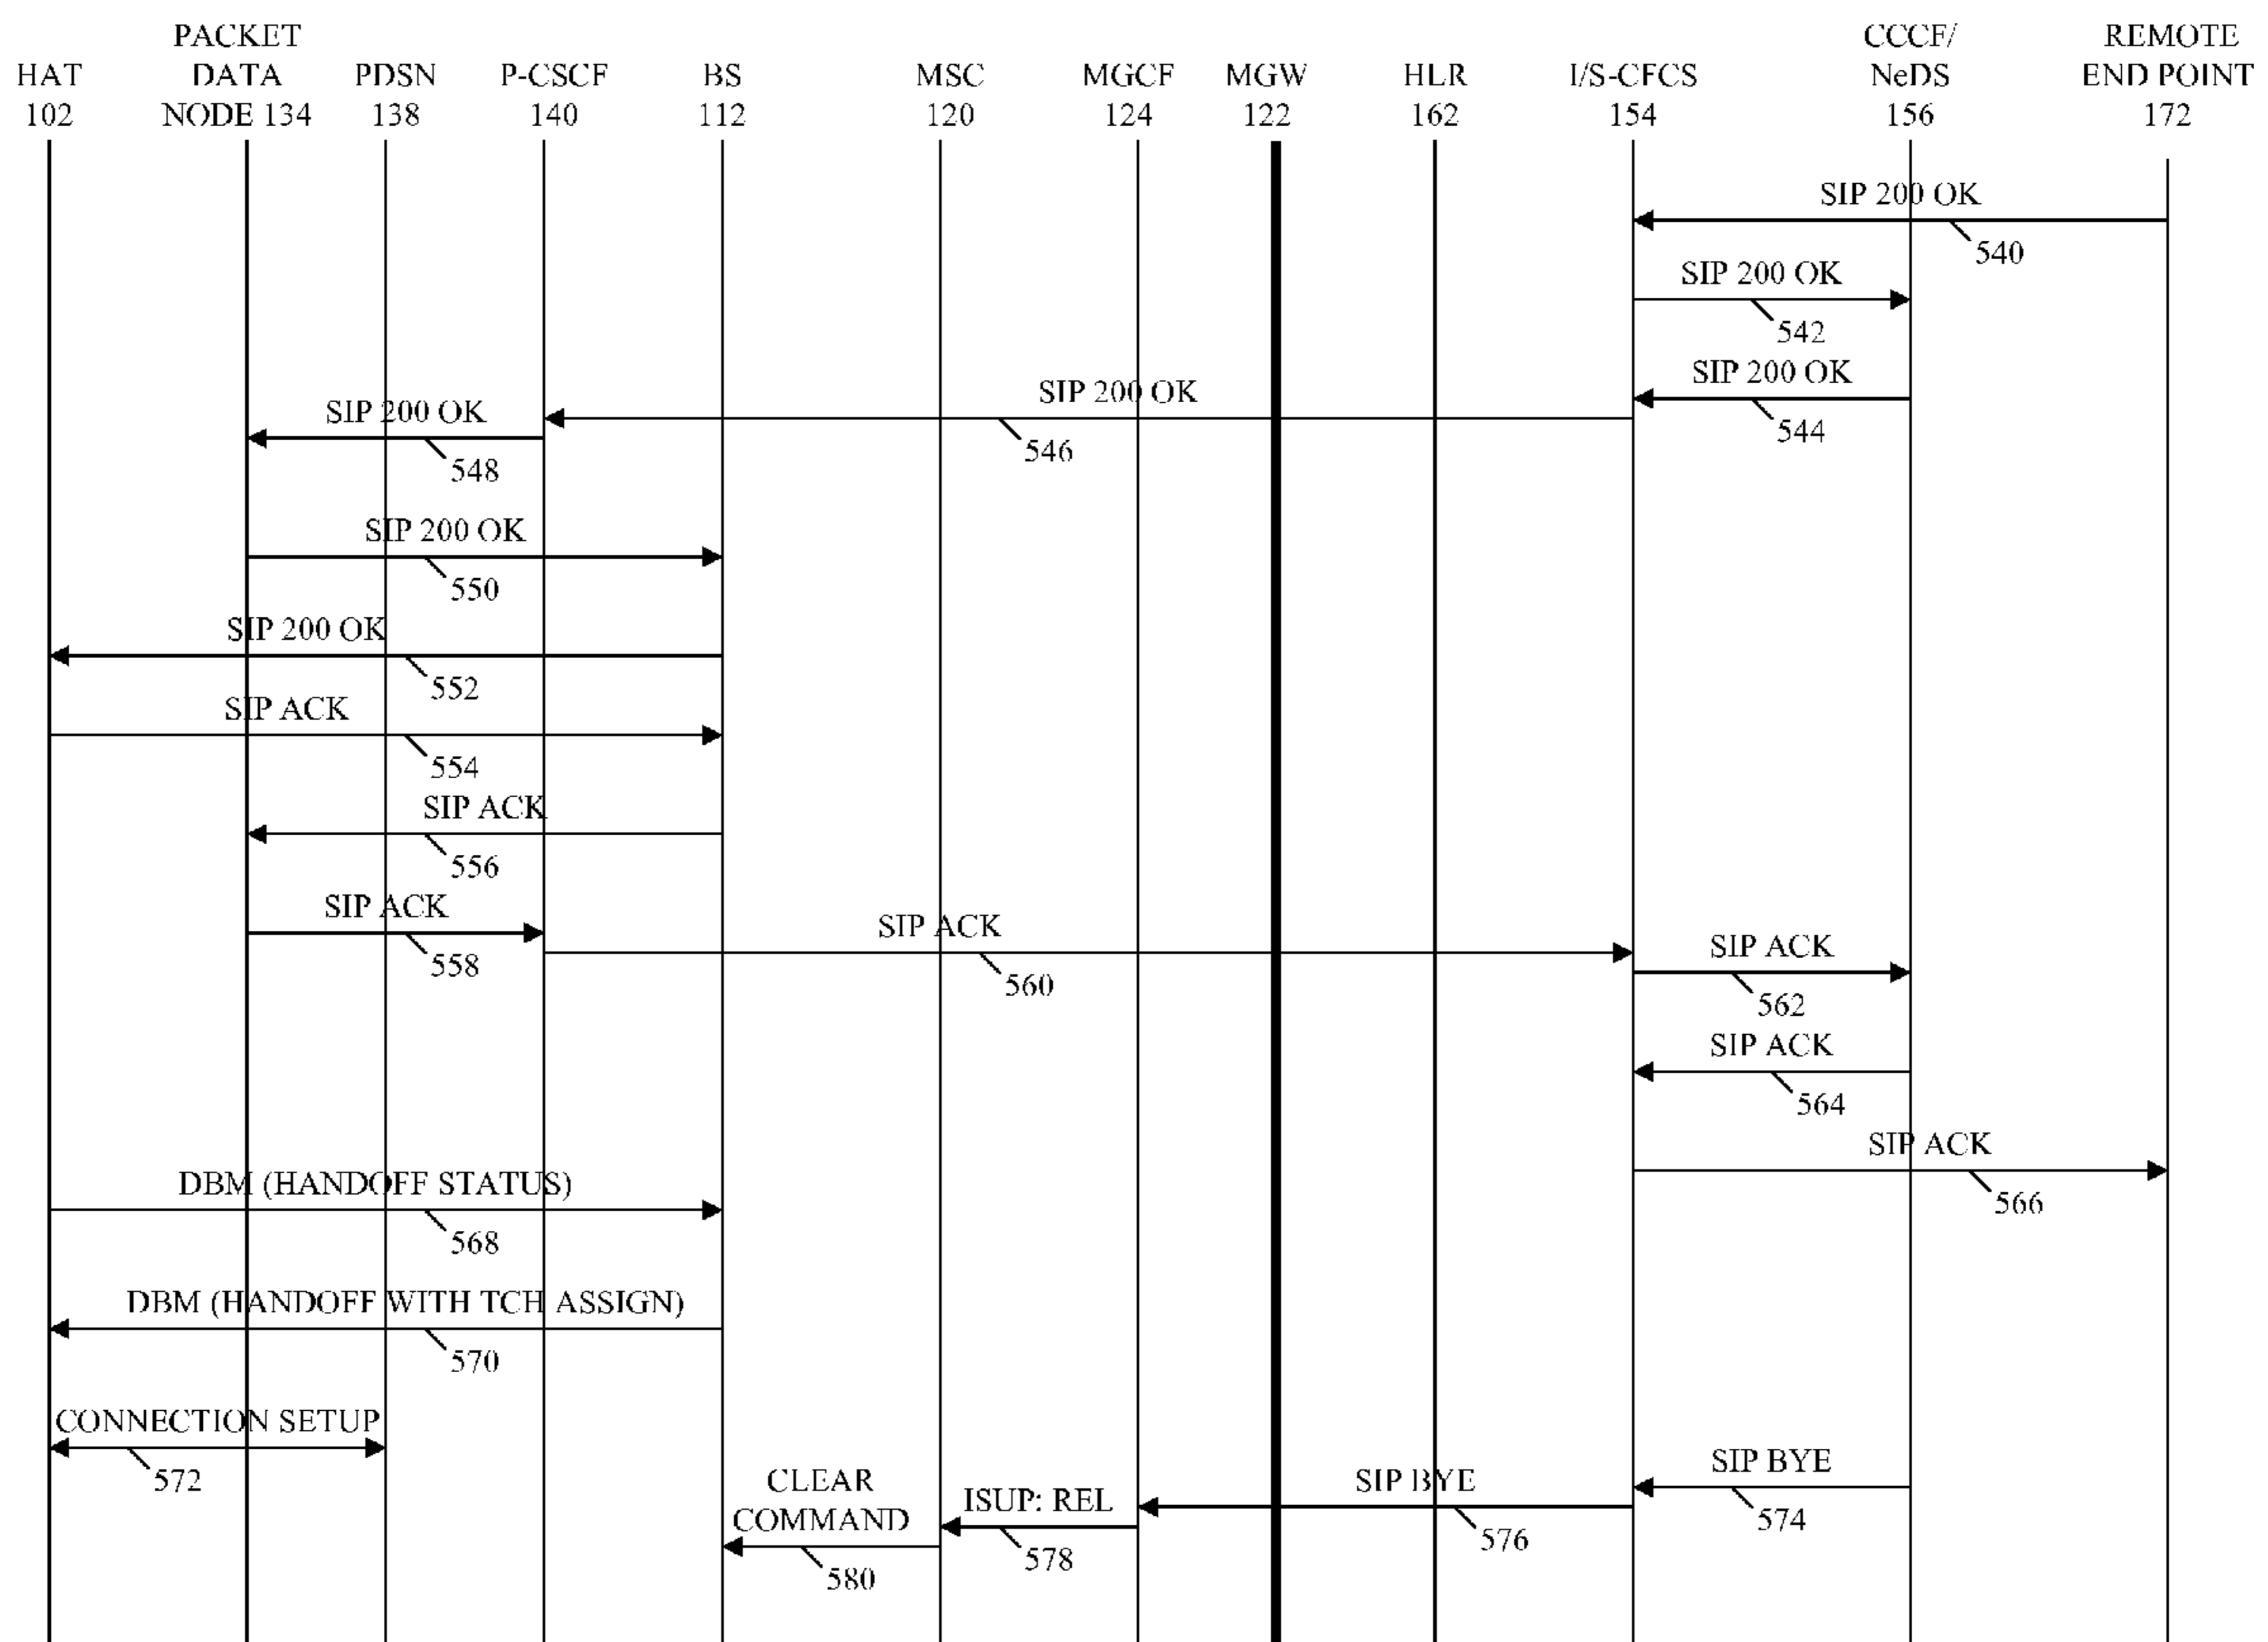 HAT
102
PACKET
DATA
NODE 134
PDSN
138
P-CSCF
140
BS
112
MSC
120
MGCF
124
MGW
122
HLR
162
I/S-CFCS
154
CCCF/
NeDS
156
REMOTE
END POINT
172
SIP 200 OK
540
SIP 200 OK
542
SIP 200 OK
544
SIP 200 OK
546
SIP 200 OK
548
SIP 200 OK
550
SIP 200 OK
552
SIP ACK
554
SIP ACK
556
SIP ACK
558
SIP ACK
560
SIP ACK
562
SIP ACK
564
SIP ACK
566
DBM (HANDOFF STATUS)
568
DBM (HANDOFF WITH TCH ASSIGN)
570
CONNECTION SETUP
572
SIP BYE
574
SIP BYE
576
ISUP: REL
578
CLEAR
COMMAND
580